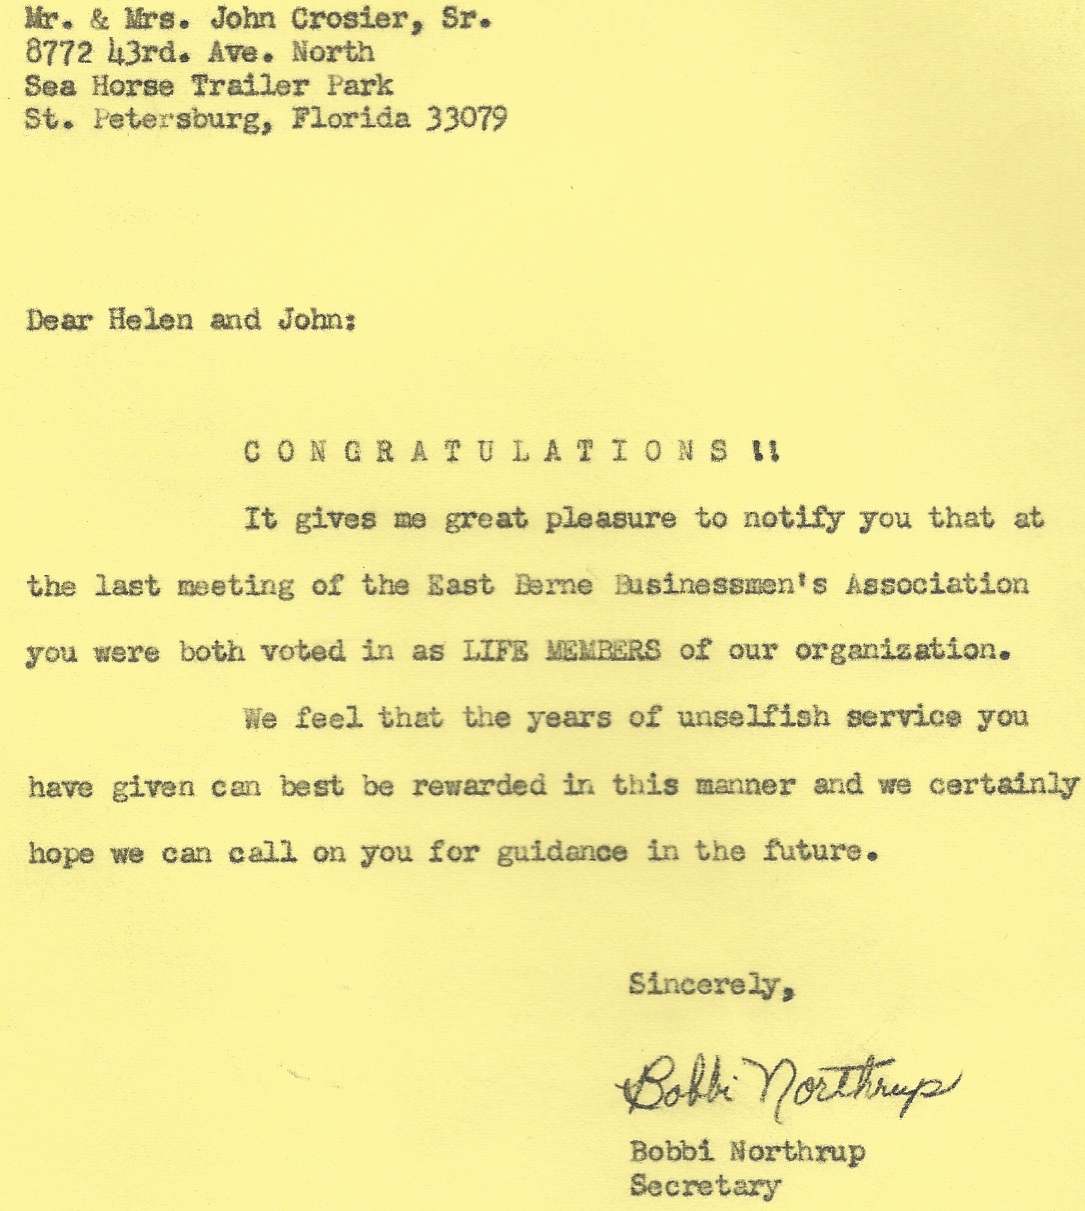 Mr. & Mrs. John Crosier, Sr.
8772 43rd. Ave. North
Sea Horse Trailer Park
St. Petersburg, Florida 33079
Dear Helen and John:
C O N G R A T U L A T I O N S !!
It gives me great pleasure to notify you that at
the last meeting of the East Berne Businessmen's Association
you were both voted in as LIFE MEMBERS of our organization.
We feel that the years of unselfish service you
have given can best be rewarded in this manner and we certainly
hope we can call on you for guidance in the future.
Sincerely,
Bobbi Northrup
Bobbi Northrup
Secretary